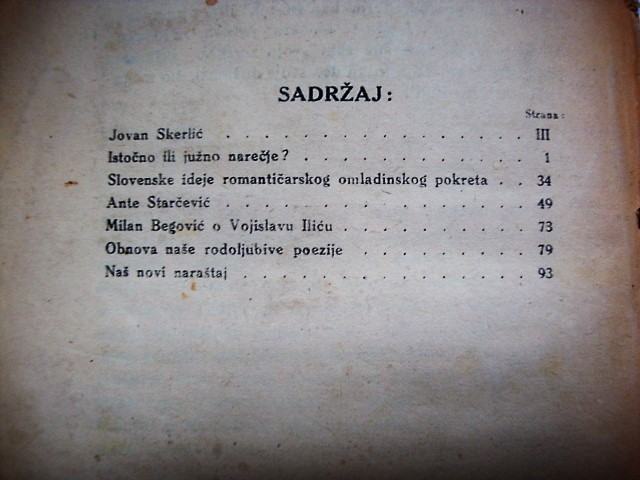 SADRŽAJ:
Strana:
Jovan Skerlić . . . . . . . . . . . . . . . . III
Istočno ili južno narečje? . . . . . . . . . . . 1
Slovenske ideje romantičarskog omladinskog pokreta . . 34
Ante Starčević . . . . . . . . . . . . . . . . 49
Milan Begović o Vojislavu Iliću . . . . . . . . . 73
Obnova naše rodoljubive poezije . . . . . . . . . 79
Naš novi naraštaj . . . . . . . . . . . . . . . 93